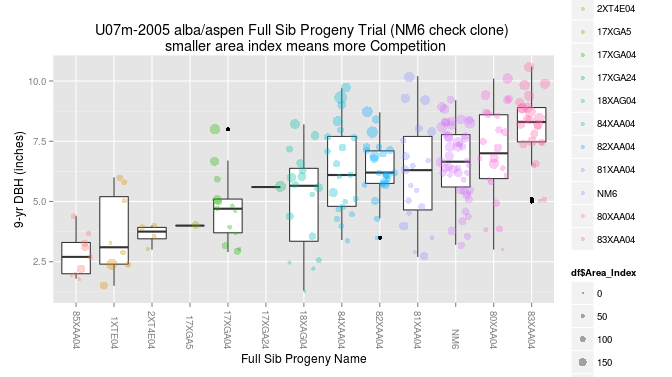 U07m-2005 alba/aspen Full Sib Progeny Trial (NM6 check clone)
smaller area index means more Competition
9-yr DBH (inches)
10.0
7.5
5.0
2.5
85XAA04
1XTE04
2XT4E04
17XGA5
17XGA04
17XGA24
18XAG04
84XAA04
82XAA04
81XAA04
NM6
80XAA04
83XAA04
Full Sib Progeny Name
2XT4E04
17XGA5
17XGA04
17XGA24
18XAG04
84XAA04
82XAA04
81XAA04
NM6
80XAA04
83XAA04
df$Area_Index
0
50
100
150